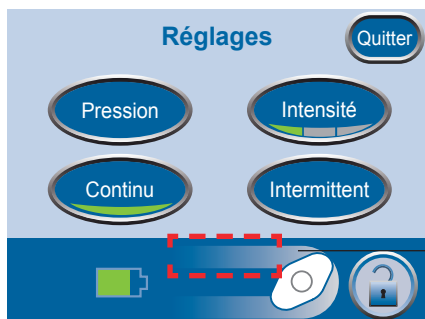 Réglages
Quitter
Pression
Intensité
Continu
Intermittent